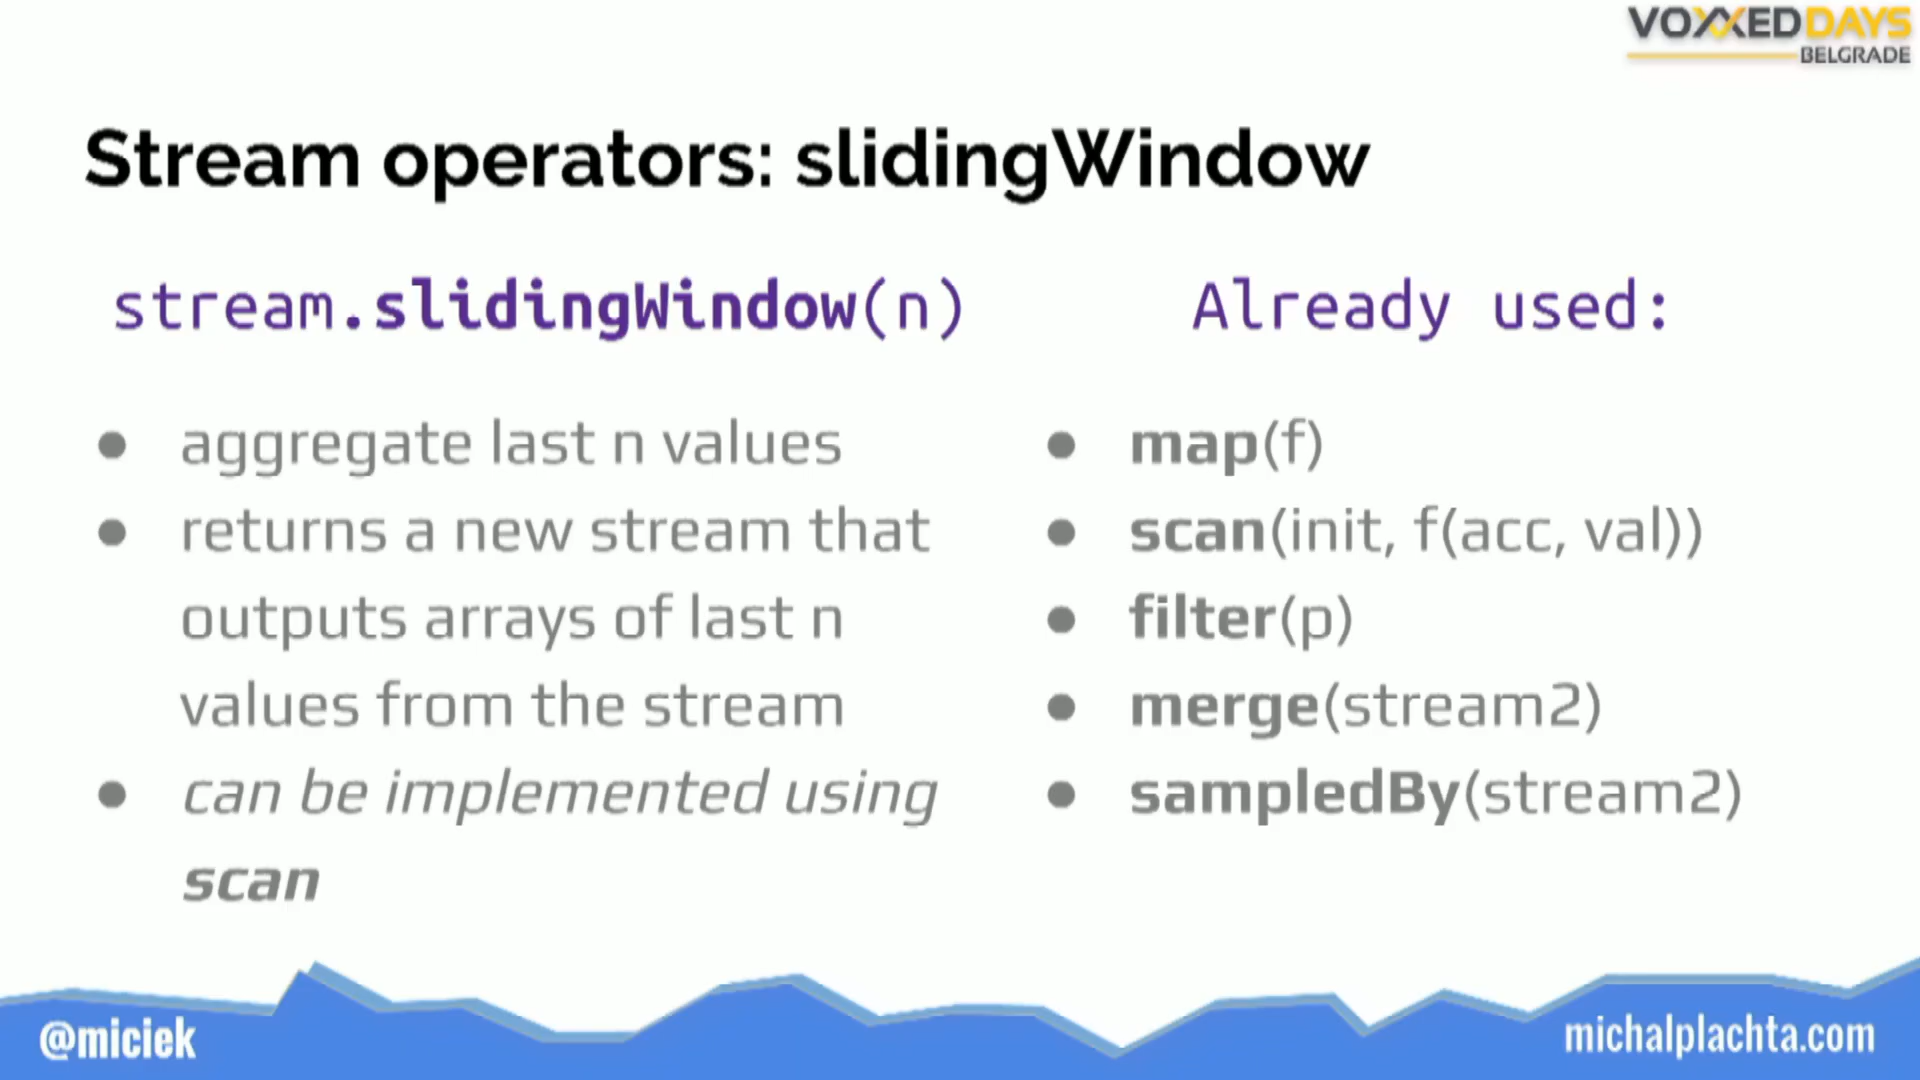 VOXXEDDAYS
BELGRADE
Stream operators: slidingWindow
stream.slidingWindow(n)
● aggregate last n values
● returns a new stream that
outputs arrays of last n
values from the stream
● can be implemented using
scan
Already used:
● map(f)
● scan(init, f(acc, val))
● filter(p)
● merge(stream2)
● sampledBy(stream2)
@miciek
michalplachta.com